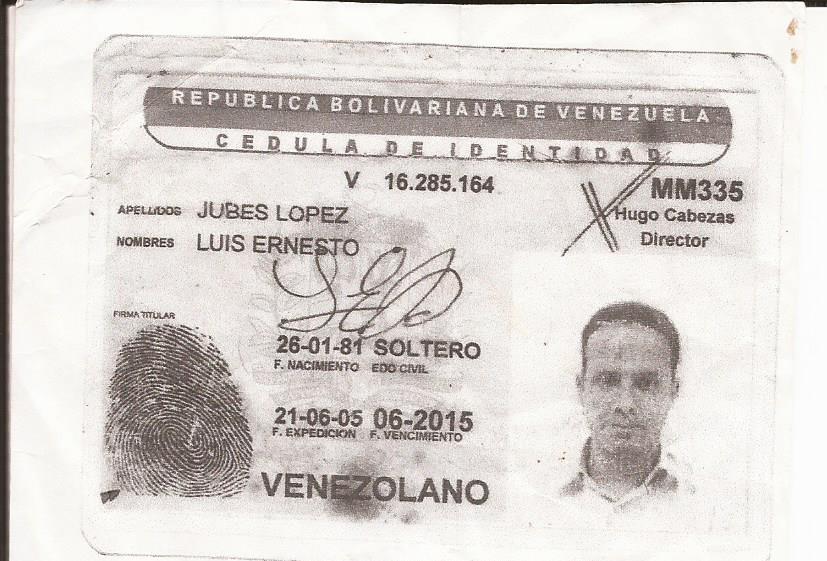 REPUBLICA BOLIVARIANA DE VENEZUELA
CEDULA DE IDENTIDAD
V 16.285.164
MM335
Hugo Cabezas
Director
APELLIDOS JUBES LOPEZ
NOMBRES LUIS ERNESTO
FIRMA TITULAR
26-01-81 SOLTERO
F. NACIMIENTO EDO CIVIL
21-06-05 06-2015
F. EXPEDICION F. VENCIMIENTO
VENEZOLANO